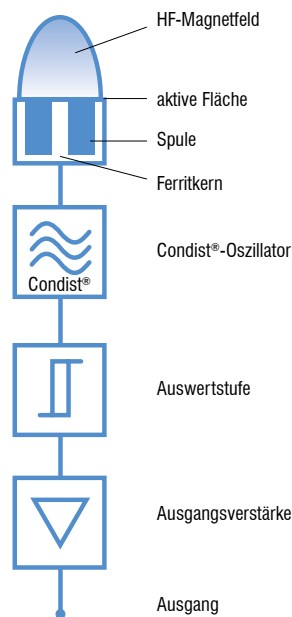 HF-Magnetfeld
aktive Fläche
Spule
Ferritkern
Condist®-Oszillator
Condist®
Auswertstufe
Ausgangsverstärke
Ausgang